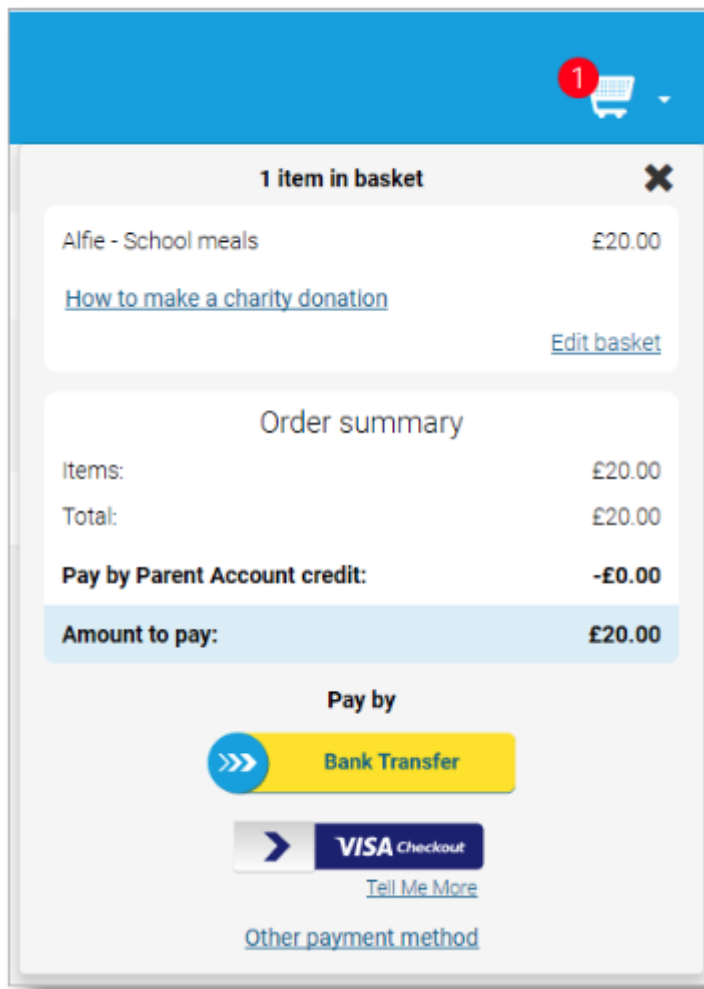 1
1 item in basket
Alfie - School meals £20.00
How to make a charity donation
Edit basket
Order summary
Items: £20.00
Total: £20.00
Pay by Parent Account credit: -£0.00
Amount to pay: £20.00
Pay by
Bank Transfer
VISA Checkout
Tell Me More
Other payment method